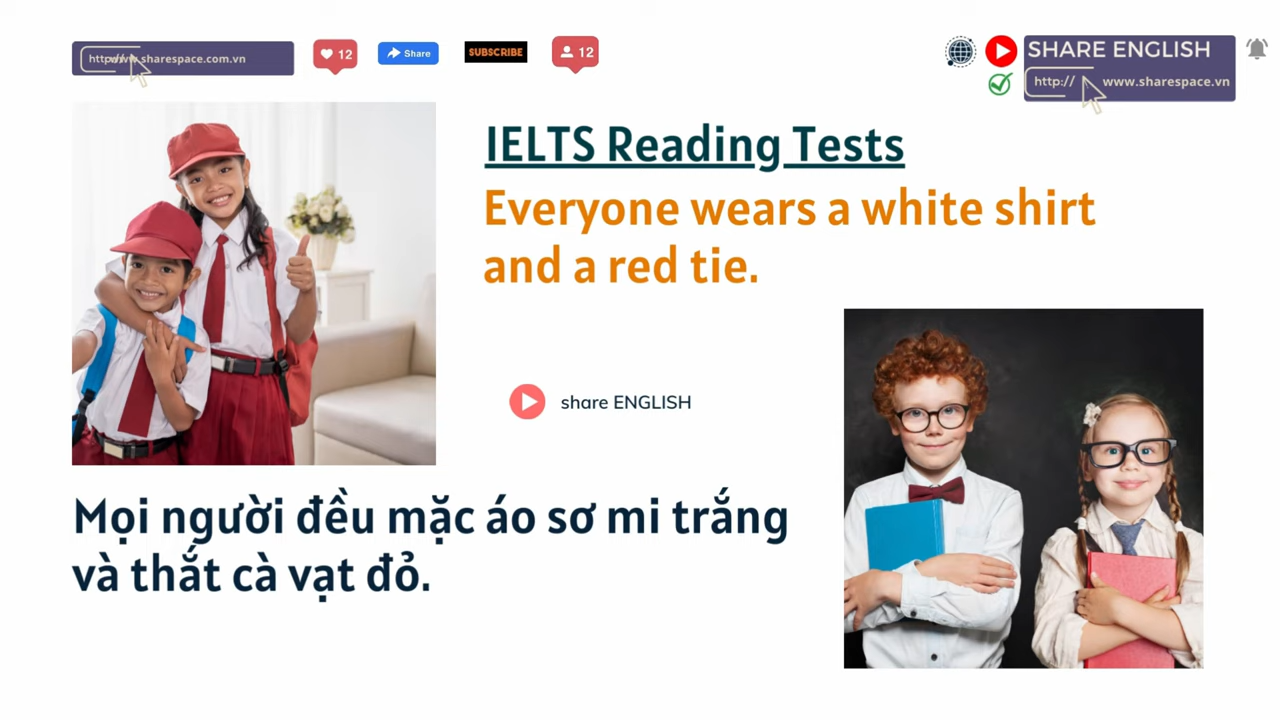 www.sharespace.com.vn
12
Share
SUBSCRIBE
12
SHARE ENGLISH
http:// www.sharespace.vn
IELTS Reading Tests
Everyone wears a white shirt
and a red tie.
share ENGLISH
Mọi người đều mặc áo sơ mi trắng
và thắt cà vạt đỏ.